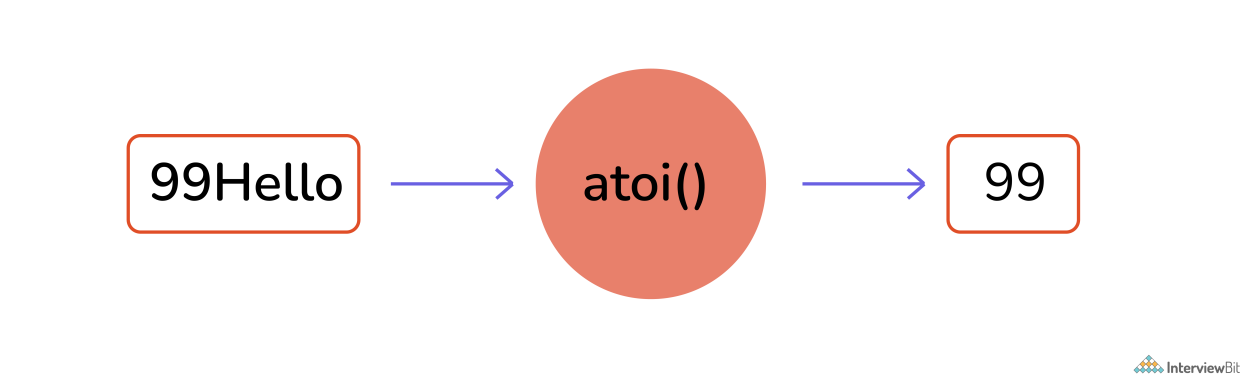 99Hello
atoi()
99
InterviewBit